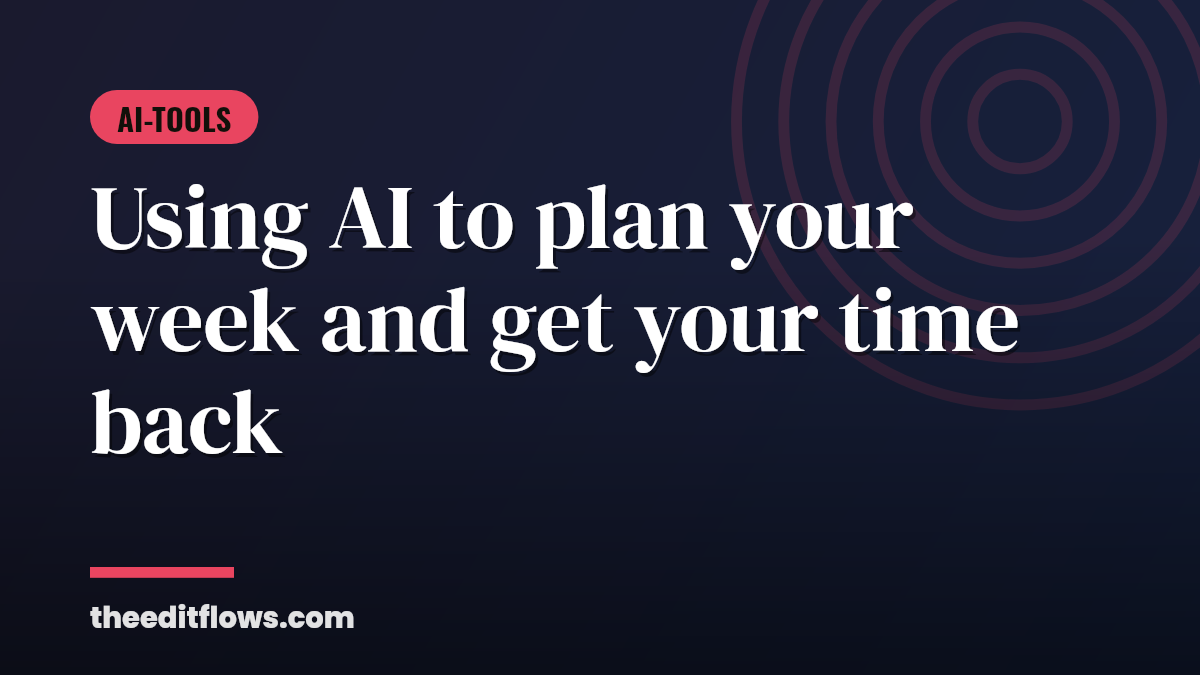 AI-TOOLS
Using AI to plan your
week and get your time
back
theeditflows.com